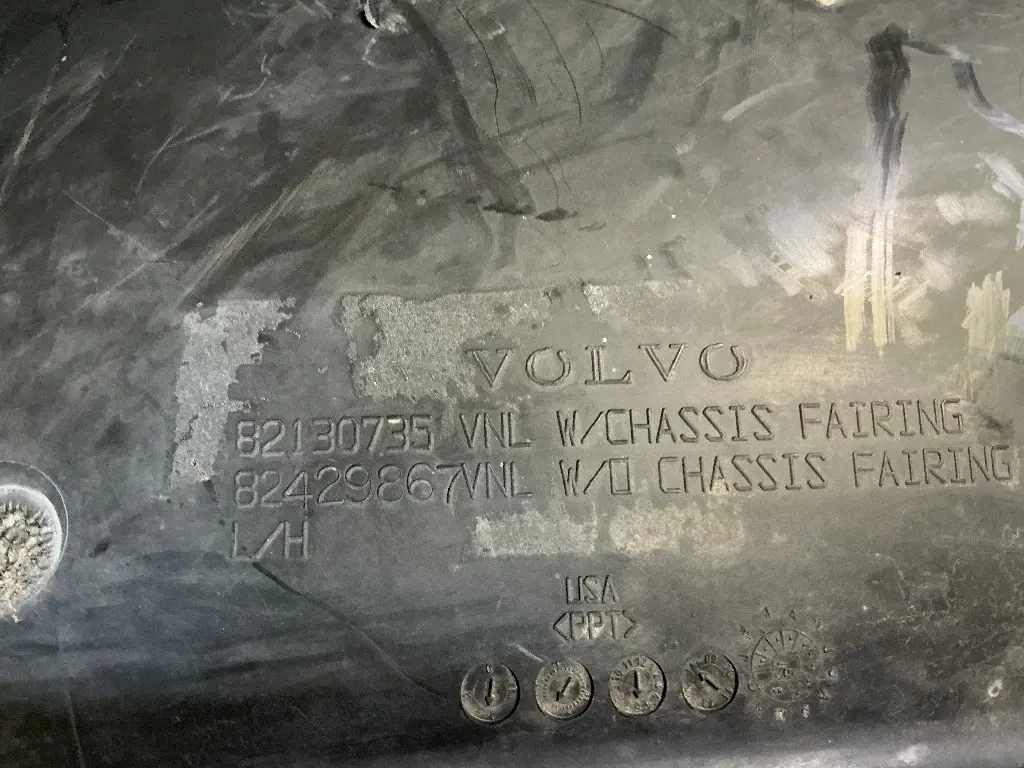 VOLVO
82130735 VNL W/CHASSIS FAIRING
82429867VNL W/O CHASSIS FAIRING
L/H
USA
<PPT>